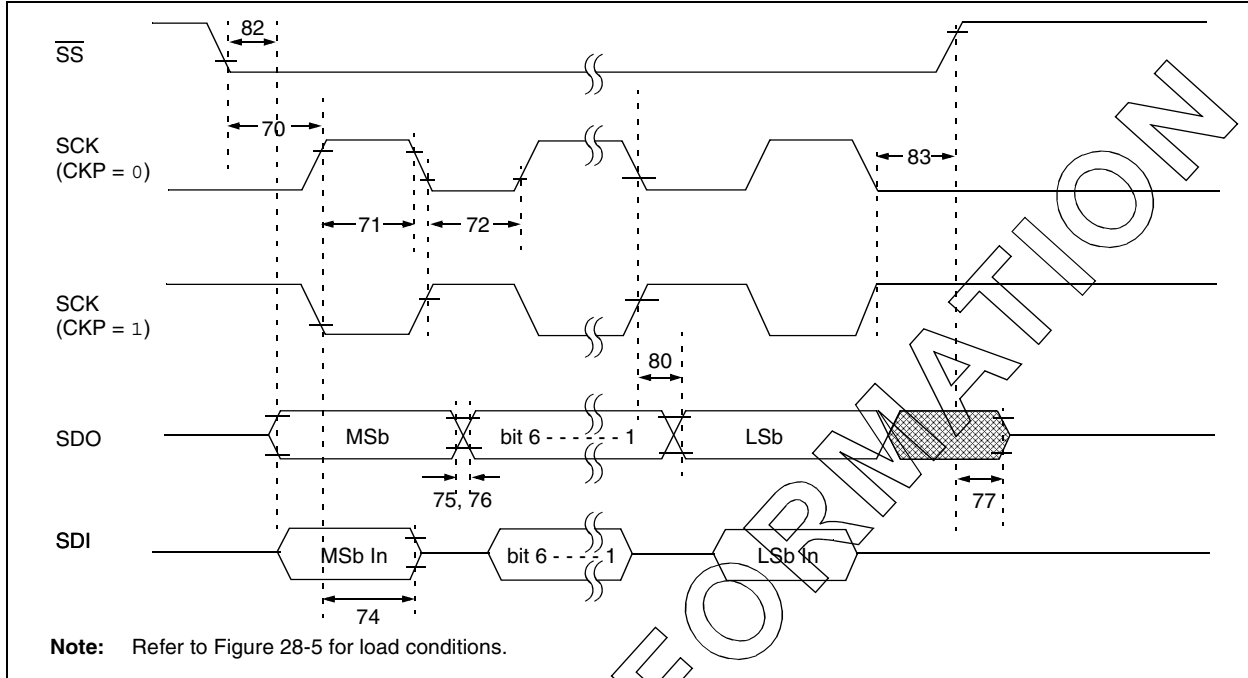 82
SS
70
SCK
(CKP = 0)
83
71
72
SCK
(CKP = 1)
80
SDO
MSb
bit 6 - - - - - - 1
LSb
75, 76
77
SDI
MSb In
bit 6 - - - - 1
LSb In
74
Note: Refer to Figure 28-5 for load conditions.
FORMATION